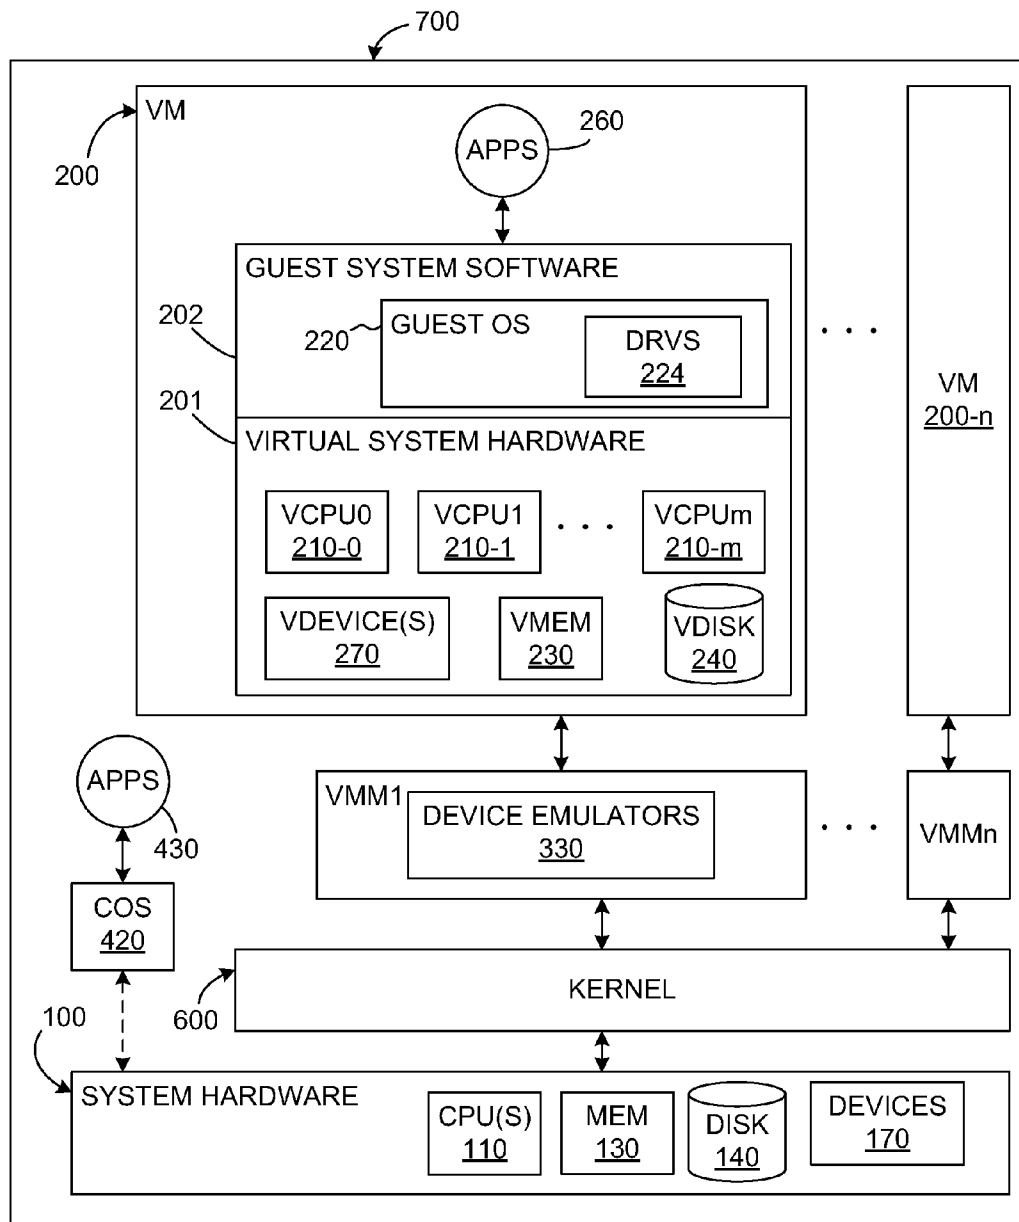 700
VM
200
APPS
260
GUEST SYSTEM SOFTWARE
202
220
GUEST OS
DRVS
224
. . .
VM
200-n
201
VIRTUAL SYSTEM HARDWARE
VCPU0
210-0
VCPU1
210-1
. . .
VCPUm
210-m
VDEVICE(S)
270
VMEM
230
VDISK
240
APPS
430
VMM1
DEVICE EMULATORS
330
. . .
VMMn
COS
420
600
KERNEL
100
SYSTEM HARDWARE
CPU(S)
110
MEM
130
DISK
140
DEVICES
170